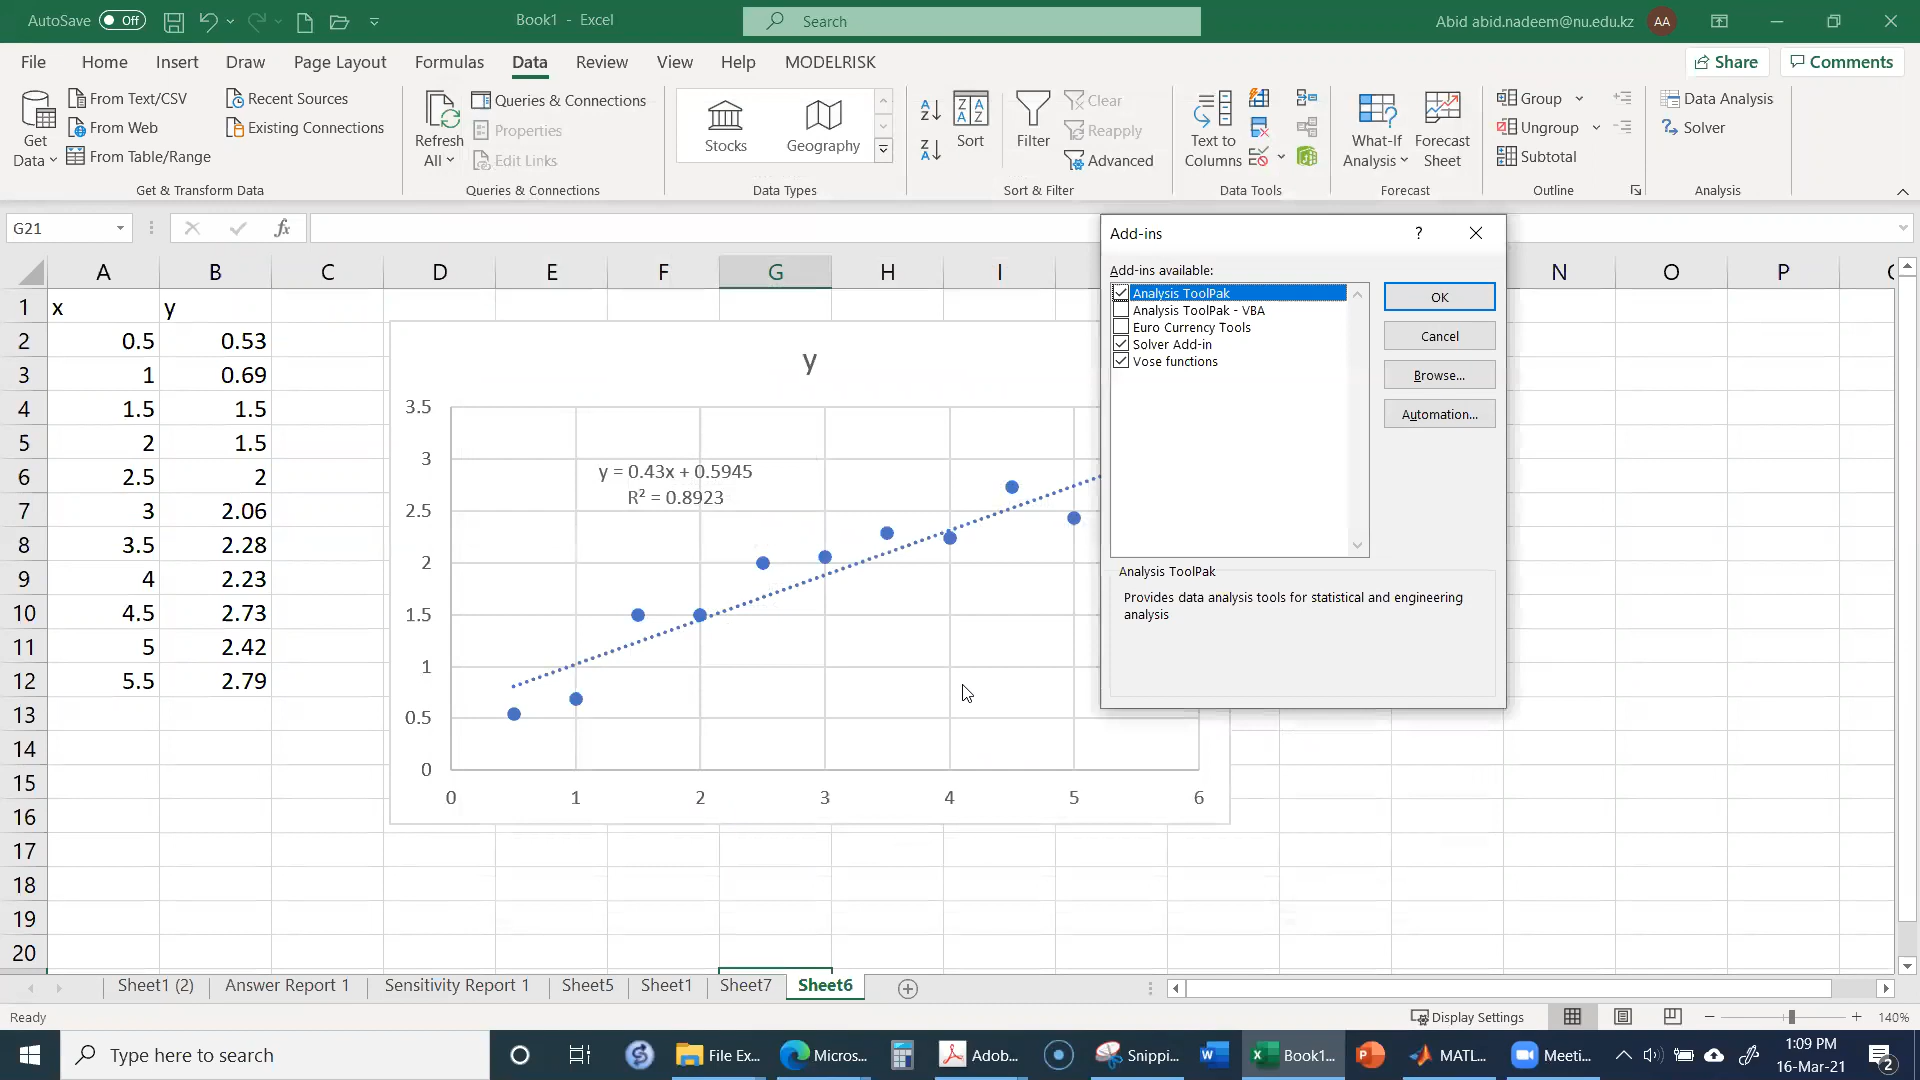 AutoSave Off
Book1 - Excel
Search
Abid abid.nadeem@nu.edu.kz AA
File Home Insert Draw Page Layout Formulas Data Review View Help MODELRISK
Share Comments
Get Data
From Text/CSV
From Web
From Table/Range
Recent Sources
Existing Connections
Get & Transform Data
Refresh All
Queries & Connections
Properties
Edit Links
Queries & Connections
Stocks
Geography
Data Types
Sort
Filter
Clear
Reapply
Advanced
Sort & Filter
Text to Columns
Data Tools
What-If Analysis
Forecast Sheet
Forecast
Group
Ungroup
Subtotal
Outline
Data Analysis
Solver
Analysis
G21
fx
A B C D E F G H I N O P
1 x y
2 0.5 0.53
3 1 0.69
4 1.5 1.5
5 2 1.5
6 2.5 2
7 3 2.06
8 3.5 2.28
9 4 2.23
10 4.5 2.73
11 5 2.42
12 5.5 2.79
13
14
15
16
17
18
19
20
y
3.5
3
2.5
2
1.5
1
0.5
0
0 1 2 3 4 5 6
y = 0.43x + 0.5945
R² = 0.8923
Add-ins ?
Add-ins available:
Analysis ToolPak
Analysis ToolPak - VBA
Euro Currency Tools
Solver Add-in
Vose functions
OK
Cancel
Browse...
Automation...
Analysis ToolPak
Provides data analysis tools for statistical and engineering
analysis
Sheet1 (2) Answer Report 1 Sensitivity Report 1 Sheet5 Sheet1 Sheet7 Sheet6
Ready
Display Settings
140%
Type here to search
File Ex...
Micros...
Adob...
Snippi...
Book1...
MATL...
Meeti...
1:09 PM
16-Mar-21
2